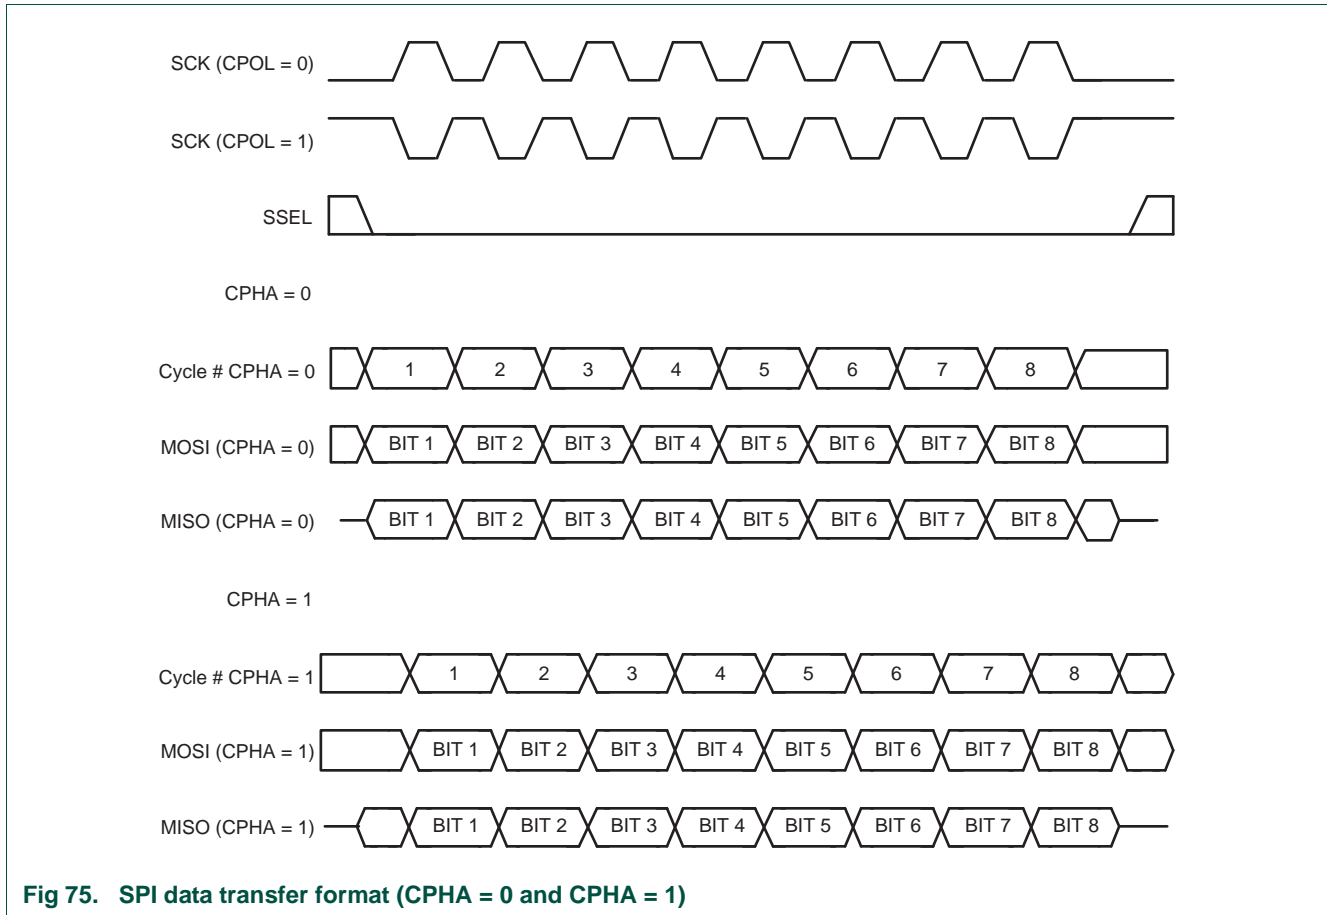 SCK (CPOL = 0)
SCK (CPOL = 1)
SSEL
CPHA = 0
Cycle # CPHA = 0 1 2 3 4 5 6 7 8
MOSI (CPHA = 0) BIT 1 BIT 2 BIT 3 BIT 4 BIT 5 BIT 6 BIT 7 BIT 8
MISO (CPHA = 0) BIT 1 BIT 2 BIT 3 BIT 4 BIT 5 BIT 6 BIT 7 BIT 8
CPHA = 1
Cycle # CPHA = 1 1 2 3 4 5 6 7 8
MOSI (CPHA = 1) BIT 1 BIT 2 BIT 3 BIT 4 BIT 5 BIT 6 BIT 7 BIT 8
MISO (CPHA = 1) BIT 1 BIT 2 BIT 3 BIT 4 BIT 5 BIT 6 BIT 7 BIT 8
Fig 75. SPI data transfer format (CPHA = 0 and CPHA = 1)